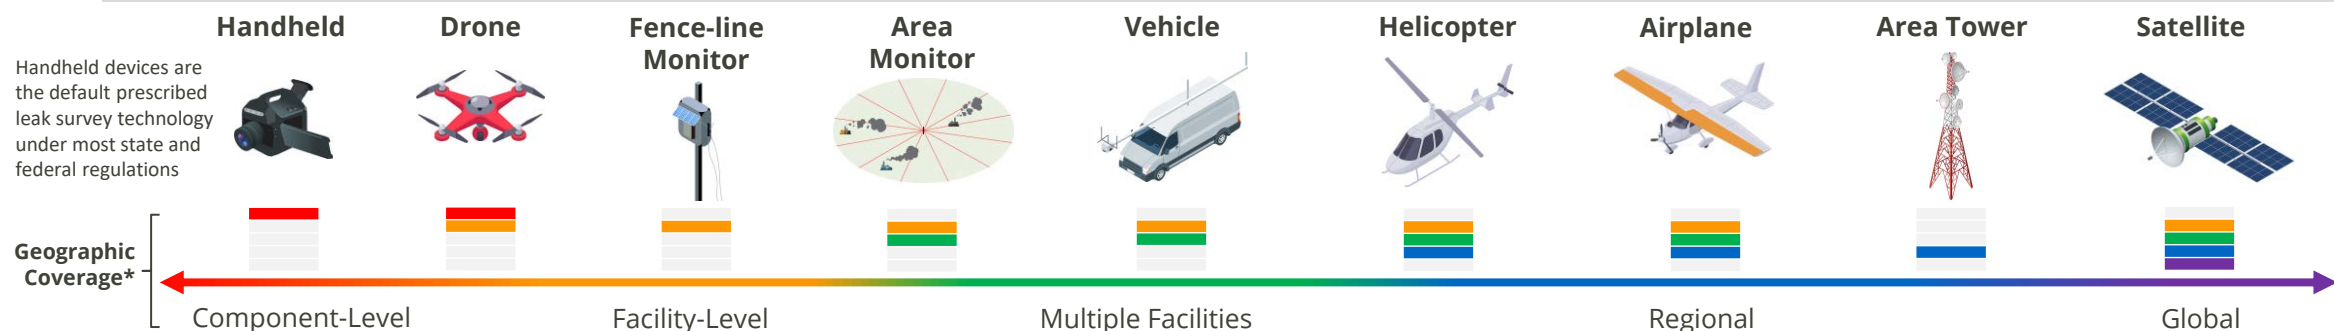 Handheld
Drone
Fence-line
Monitor
Area
Monitor
Vehicle
Helicopter
Airplane
Area Tower
Satellite
Handheld devices are
the default prescribed
leak survey technology
under most state and
federal regulations
Geographic
Coverage*
Component-Level
Facility-Level
Multiple Facilities
Regional
Global